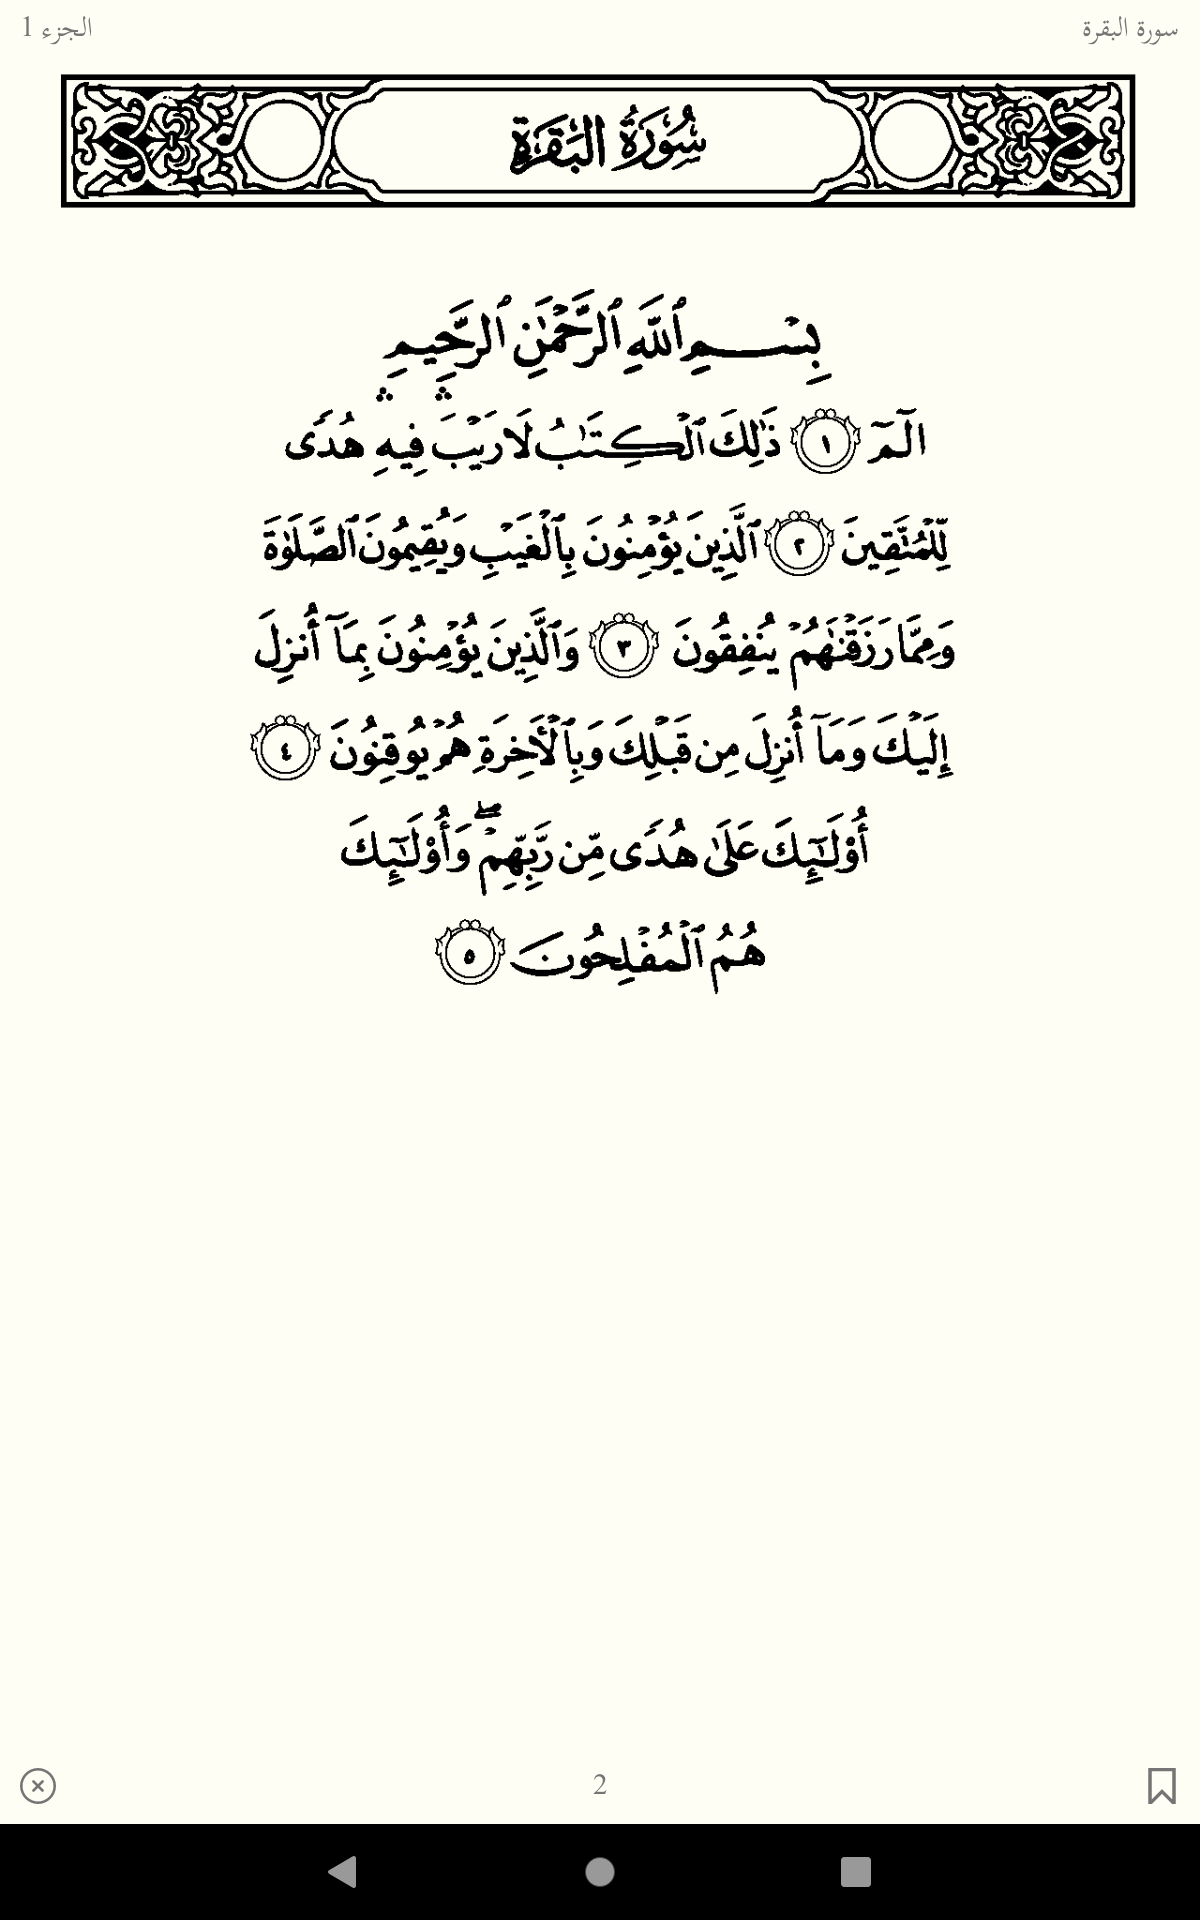 سورة البقرة
الجزء 1
سُورَةُ البَقَرَةِ
بِسْمِ ٱللَّهِ ٱلرَّحْمَٰنِ ٱلرَّحِيمِ
الٓمٓ ١ ذَٰلِكَ ٱلْكِتَٰبُ لَا رَيْبَ ۛ فِيهِ ۛ هُدًى
لِّلْمُتَّقِينَ ٢ ٱلَّذِينَ يُؤْمِنُونَ بِٱلْغَيْبِ وَيُقِيمُونَ ٱلصَّلَوٰةَ
وَمِمَّا رَزَقْنَٰهُمْ يُنفِقُونَ ٣ وَٱلَّذِينَ يُؤْمِنُونَ بِمَآ أُنزِلَ
إِلَيْكَ وَمَآ أُنزِلَ مِن قَبْلِكَ وَبِٱلْأَخِرَةِ هُمْ يُوقِنُونَ ٤
أُوْلَٰٓئِكَ عَلَىٰ هُدًى مِّن رَّبِّهِمْ ۖ وَأُوْلَٰٓئِكَ
هُمُ ٱلْمُفْلِحُونَ ٥
2